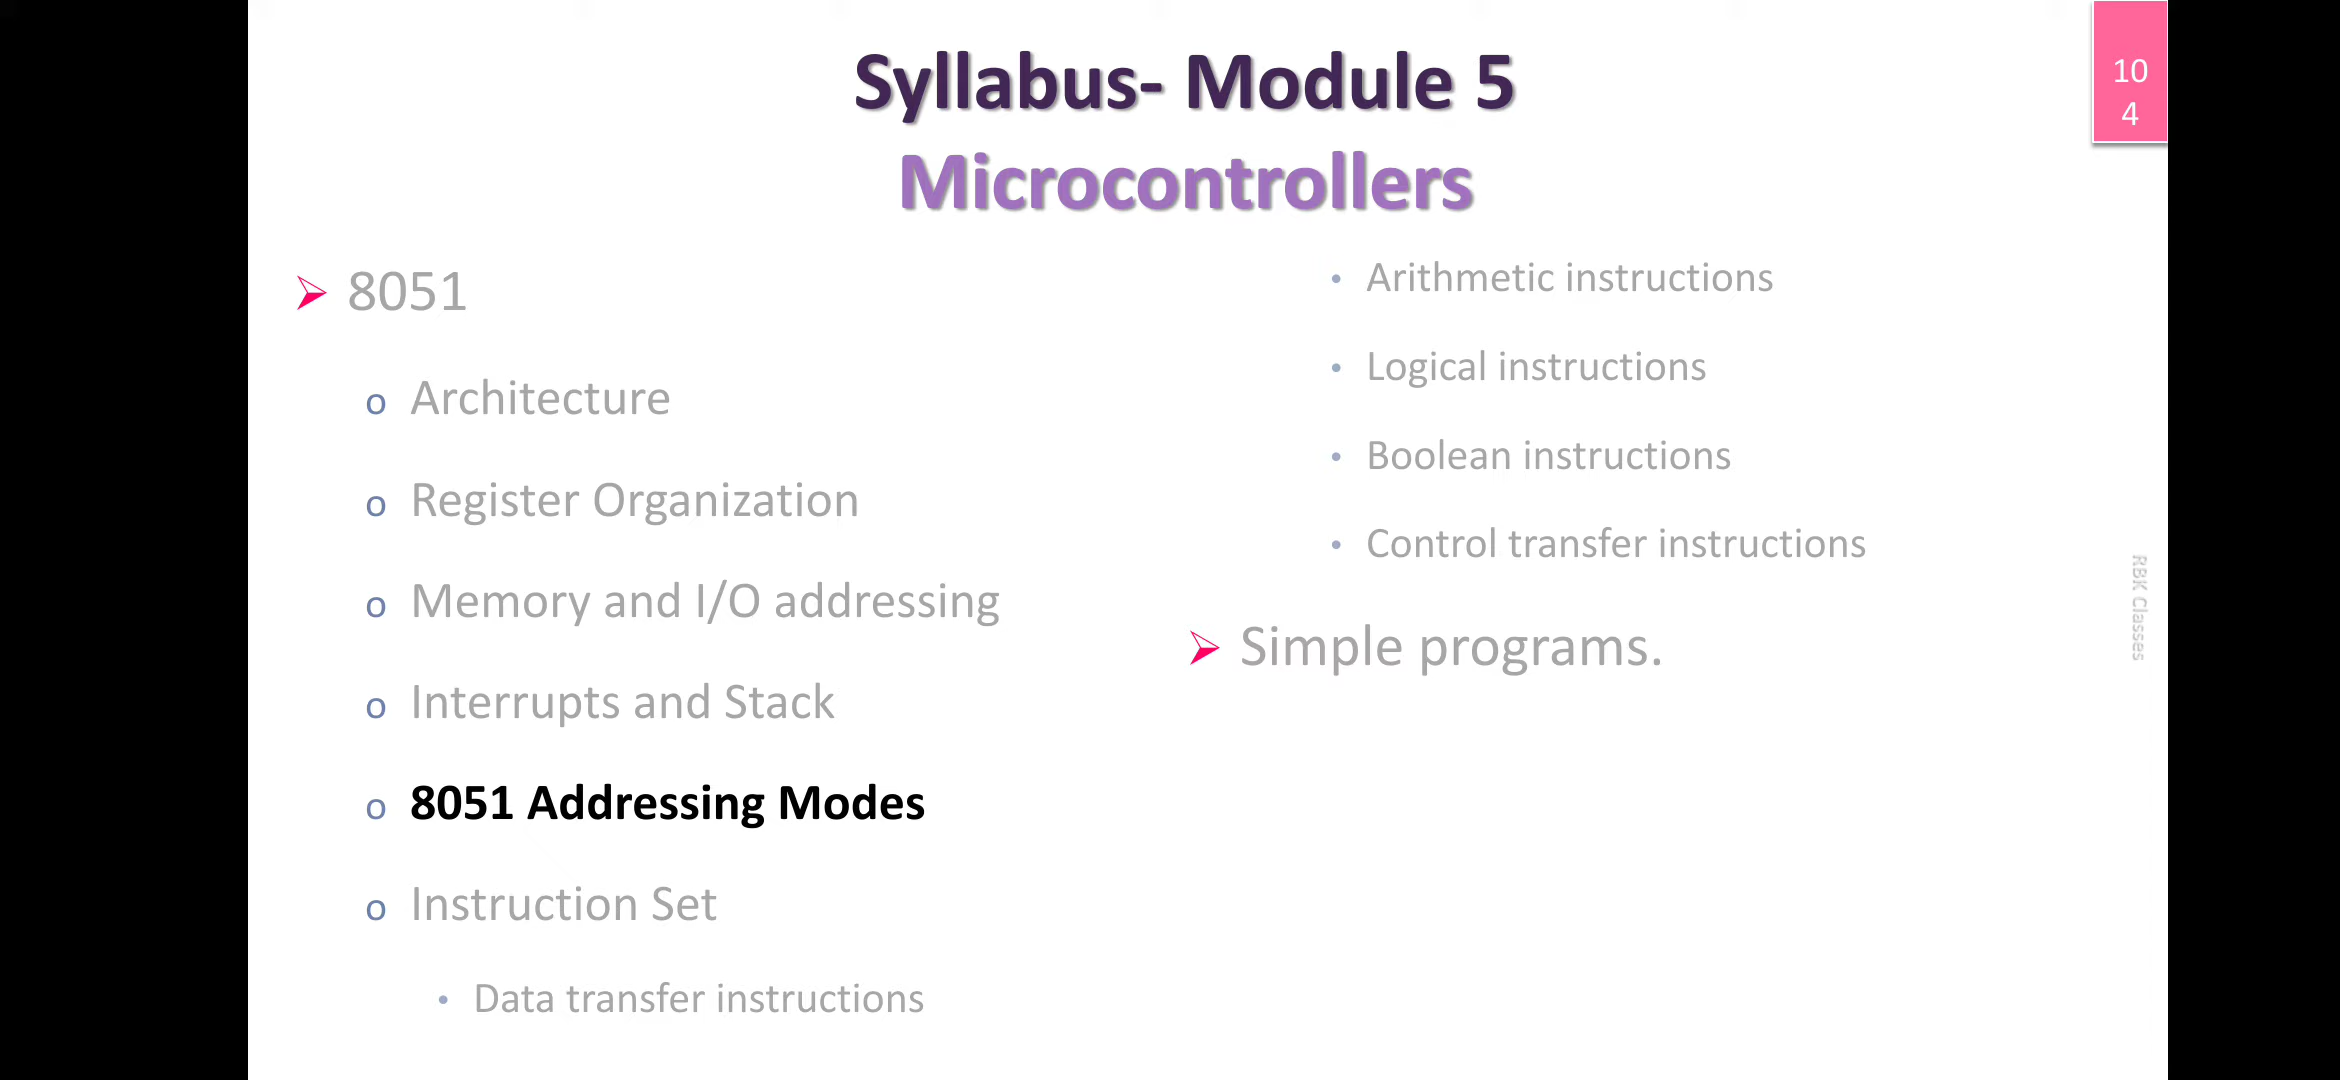 Syllabus- Module 5
Microcontrollers
10
4
➢ 8051
o Architecture
o Register Organization
o Memory and I/O addressing
o Interrupts and Stack
o 8051 Addressing Modes
o Instruction Set
• Data transfer instructions
• Arithmetic instructions
• Logical instructions
• Boolean instructions
• Control transfer instructions
➢ Simple programs.
RBK Classes